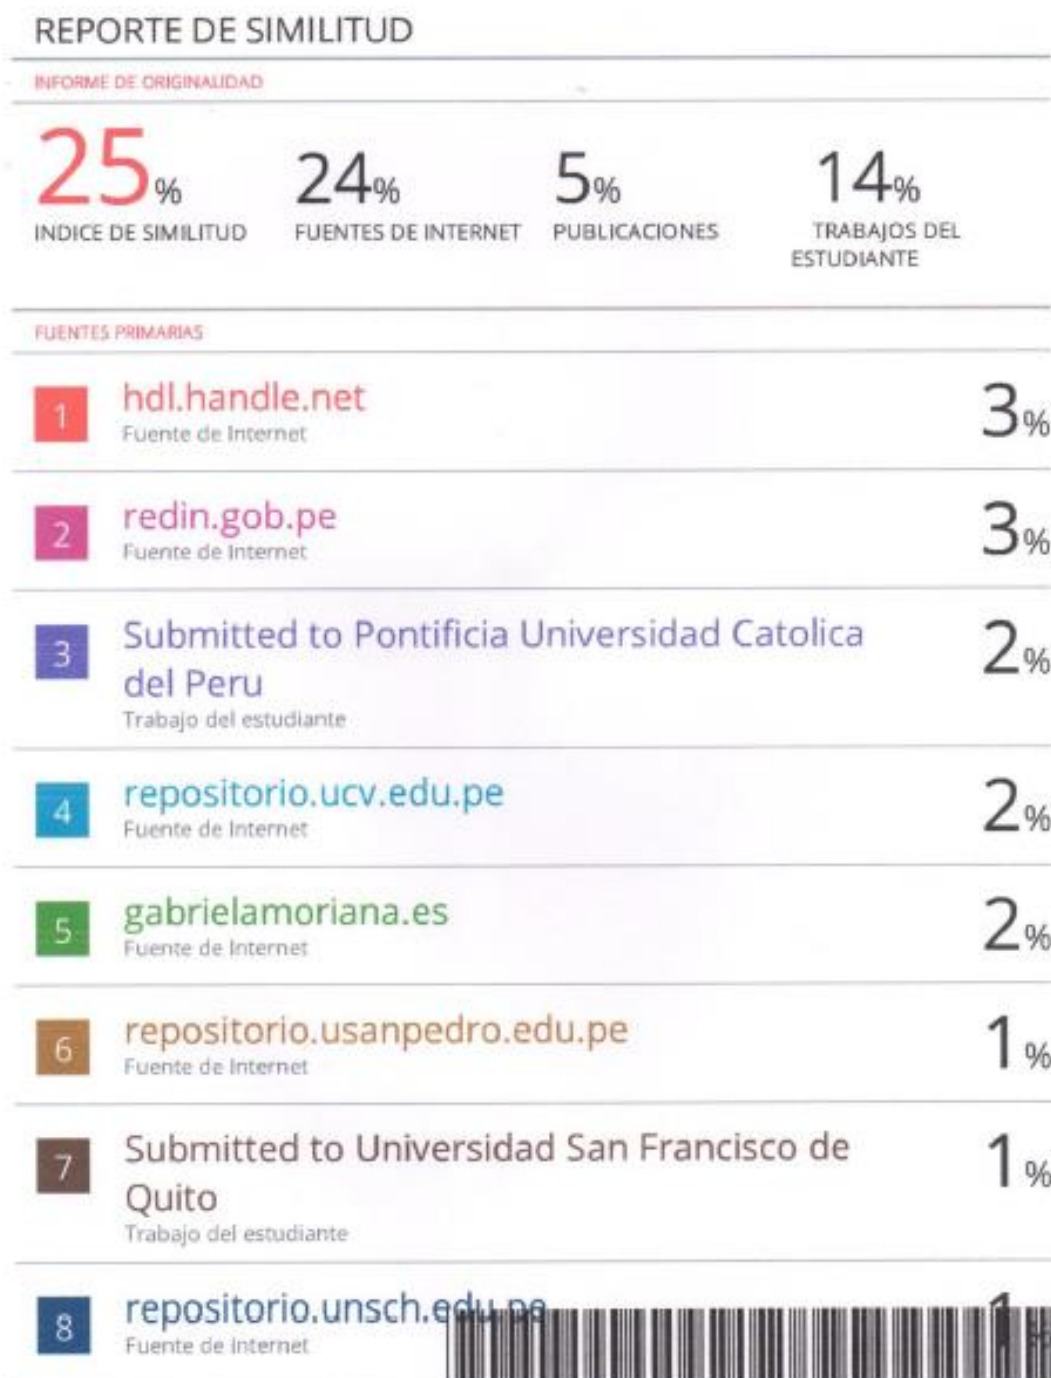 REPORTE DE SIMILITUD
INFORME DE ORIGINALIDAD
25%
INDICE DE SIMILITUD
24%
FUENTES DE INTERNET
5%
PUBLICACIONES
14%
TRABAJOS DEL
ESTUDIANTE
FUENTES PRIMARIAS
1
hdl.handle.net
Fuente de Internet
3%
2
redin.gob.pe
Fuente de Internet
3%
3
Submitted to Pontificia Universidad Catolica
del Peru
Trabajo del estudiante
2%
4
repositorio.ucv.edu.pe
Fuente de Internet
2%
5
gabrielamoriana.es
Fuente de Internet
2%
6
repositorio.usanpedro.edu.pe
Fuente de Internet
1%
7
Submitted to Universidad San Francisco de
Quito
Trabajo del estudiante
1%
8
repositorio.unsch.edu.pe
Fuente de Internet
1%